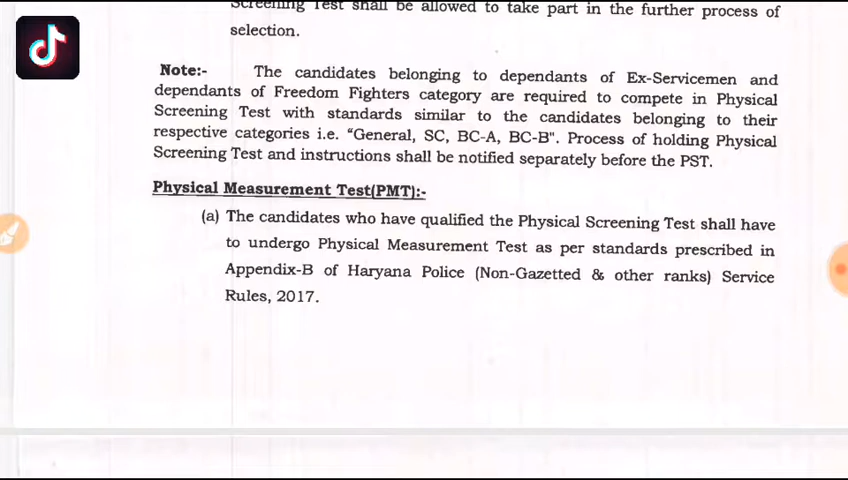 Screening Test shall be allowed to take part in the further process of
selection.
Note:- The candidates belonging to dependants of Ex-Servicemen and
dependants of Freedom Fighters category are required to compete in Physical
Screening Test with standards similar to the candidates belonging to their
respective categories i.e. "General, SC, BC-A, BC-B". Process of holding Physical
Screening Test and instructions shall be notified separately before the PST.
Physical Measurement Test(PMT):-
(a) The candidates who have qualified the Physical Screening Test shall have
to undergo Physical Measurement Test as per standards prescribed in
Appendix-B of Haryana Police (Non-Gazetted & other ranks) Service
Rules, 2017.